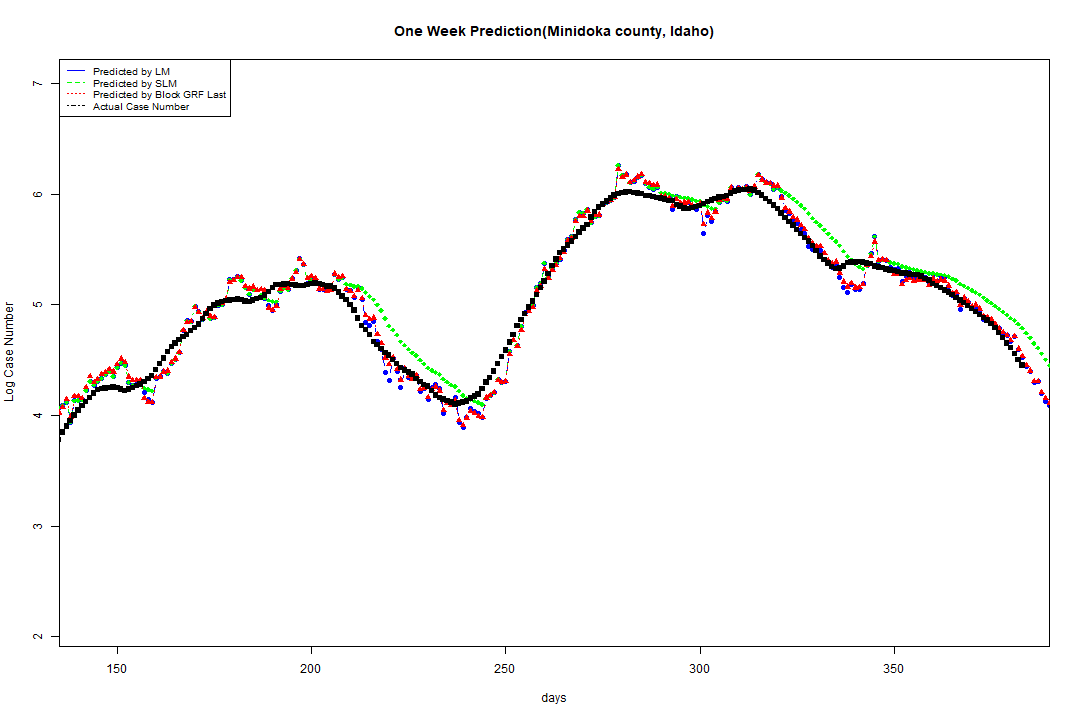 One Week Prediction(Minidoka county, Idaho)
Predicted by LM
Predicted by SLM
Predicted by Block GRF Last
Actual Case Number
7
6
5
4
3
2
Log Case Number
150 200 250 300 350
days